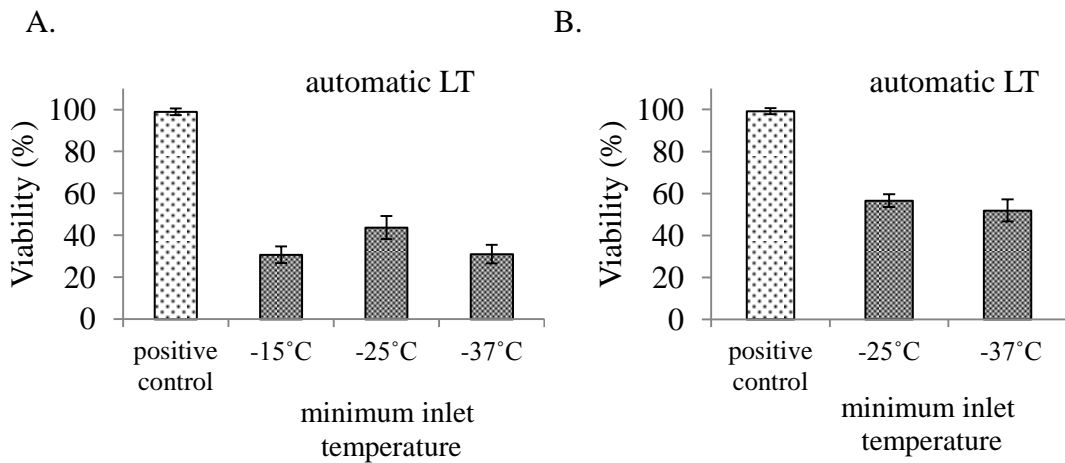 A.
automatic LT
Viability (%)
100
80
60
40
20
0
positive
control
-15˚C
-25˚C
-37˚C
minimum inlet
temperature
B.
automatic LT
Viability (%)
100
80
60
40
20
0
positive
control
-25˚C
-37˚C
minimum inlet
temperature